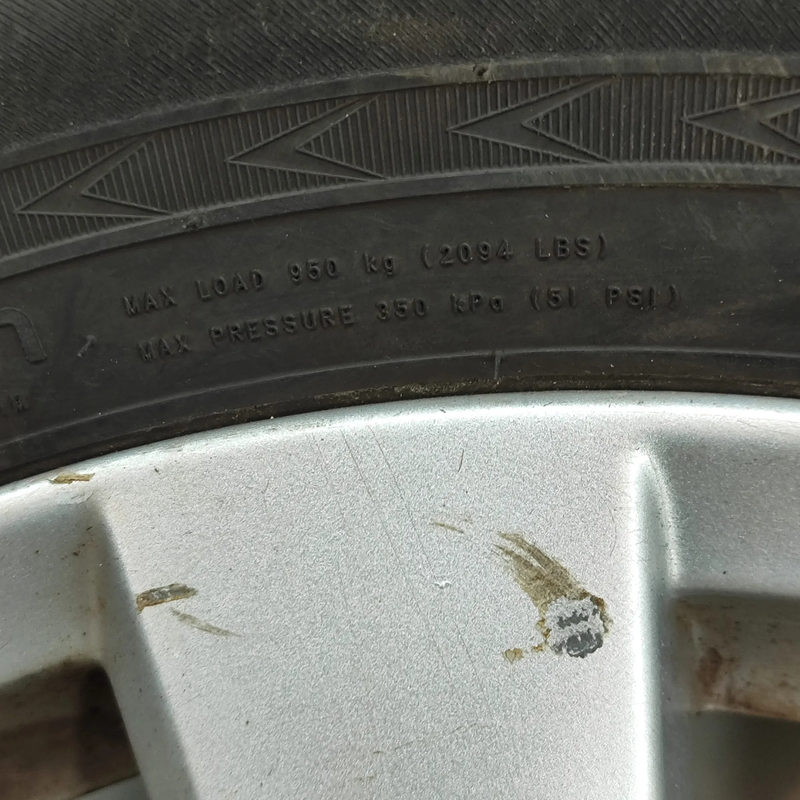 MAX LOAD 950 kg (2094 LBS)
MAX PRESSURE 350 kPa (51 PSI)